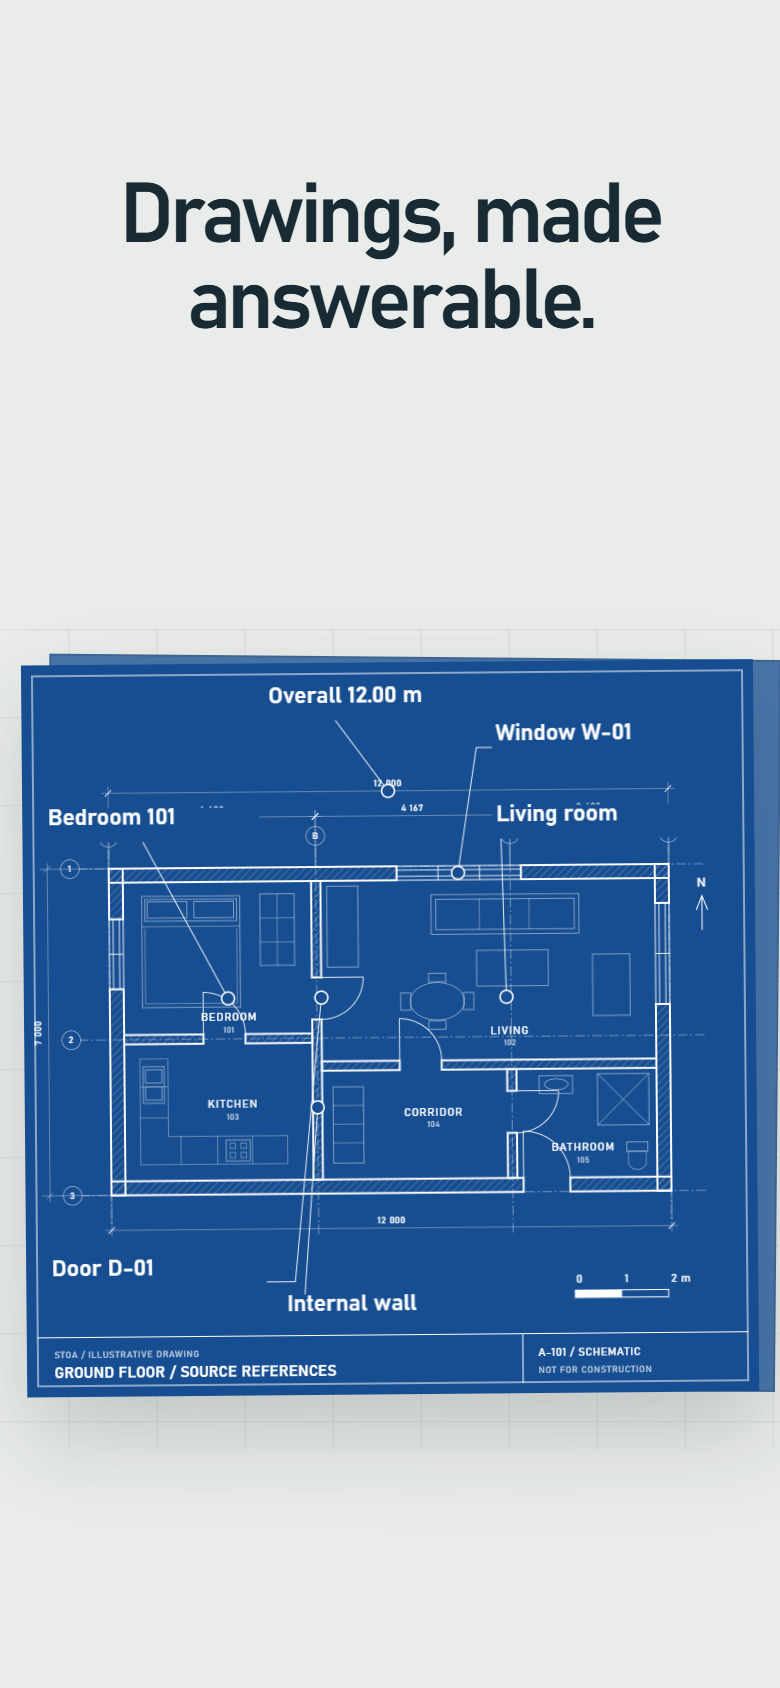 Drawings, made
answerable.
Overall 12.00 m
Window W-01
12 000
Bedroom 101
4 167
Living room
B
1
N
BEDROOM
101
7 000
2
LIVING
102
KITCHEN
103
CORRIDOR
104
BATHROOM
105
3
12 000
Door D-01
0 1 2 m
Internal wall
STOA / ILLUSTRATIVE DRAWING
GROUND FLOOR / SOURCE REFERENCES
A-101 / SCHEMATIC
NOT FOR CONSTRUCTION